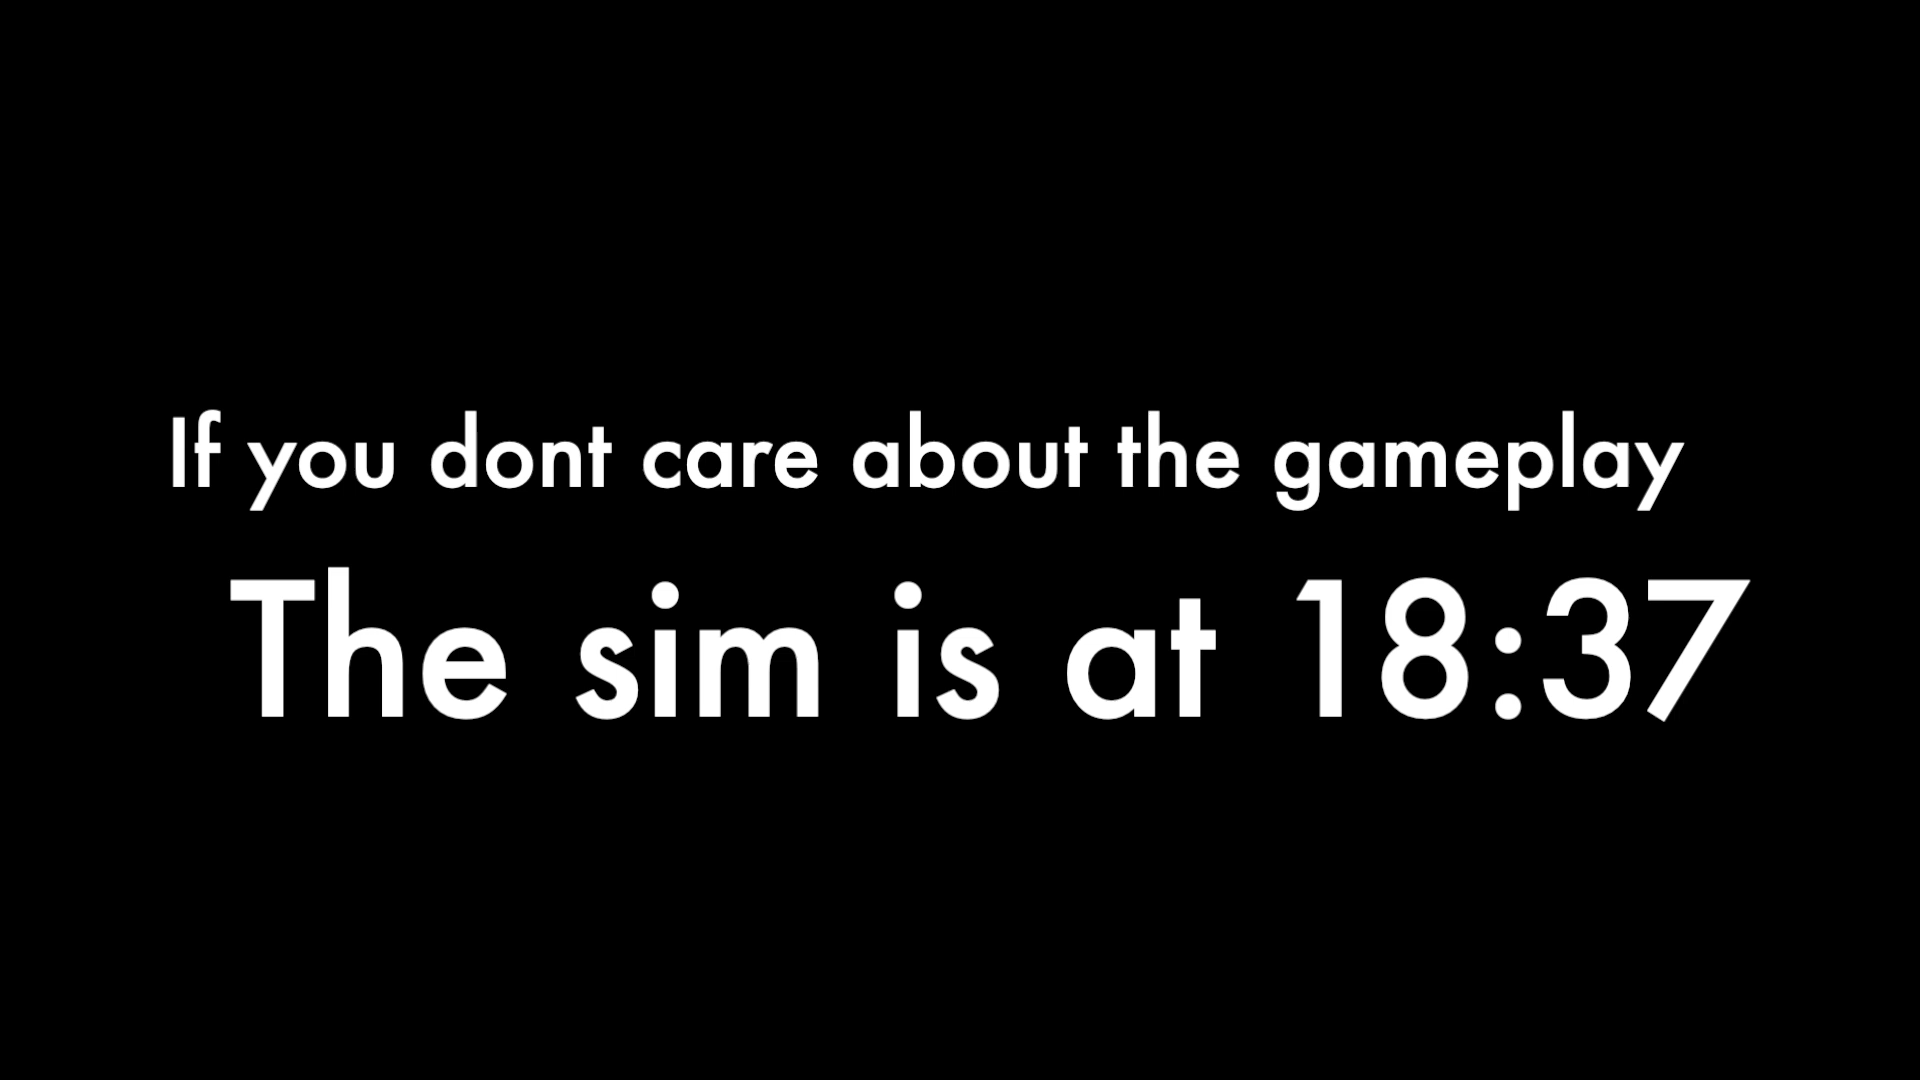 If you dont care about the gameplay
The sim is at 18:37